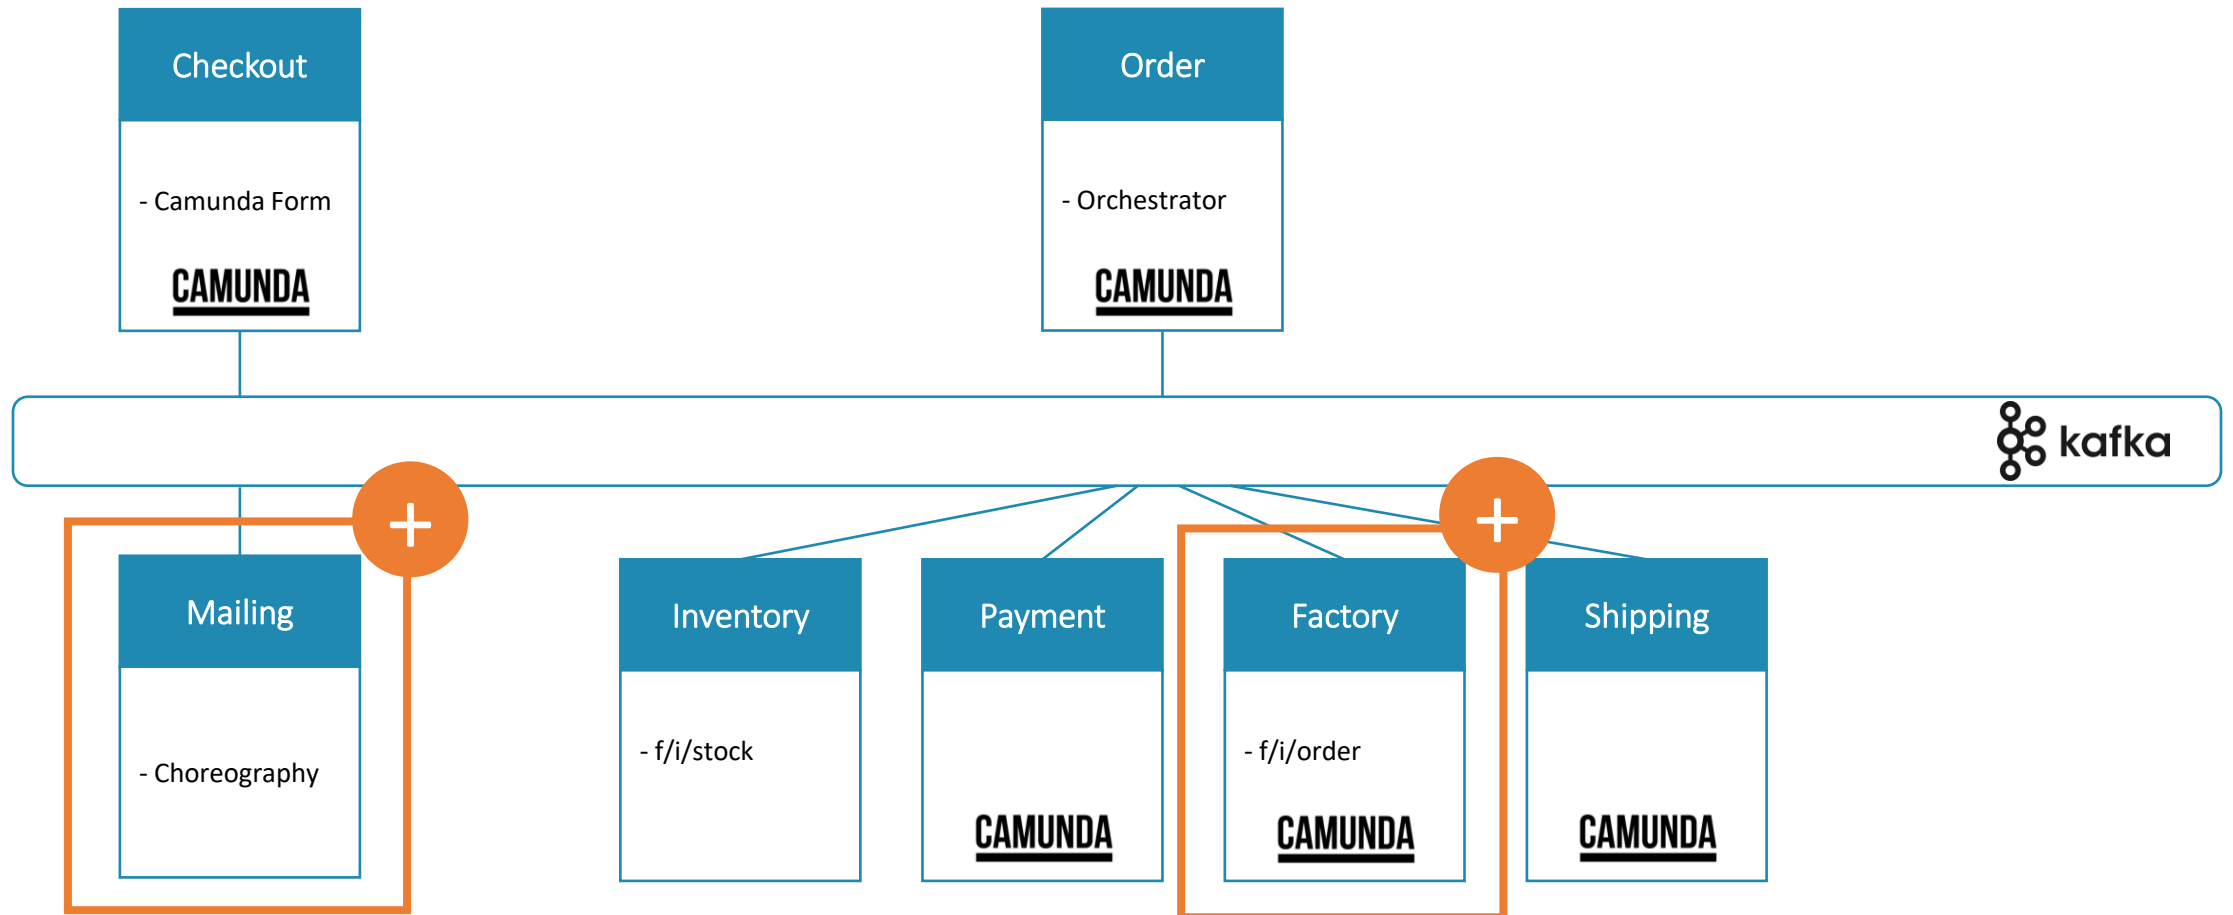 Checkout
Order
- Camunda Form
- Orchestrator
CAMUNDA
CAMUNDA
kafka
+
+
Mailing
Inventory
Payment
Factory
Shipping
- Choreography
- f/i/stock
- f/i/order
CAMUNDA
CAMUNDA
CAMUNDA